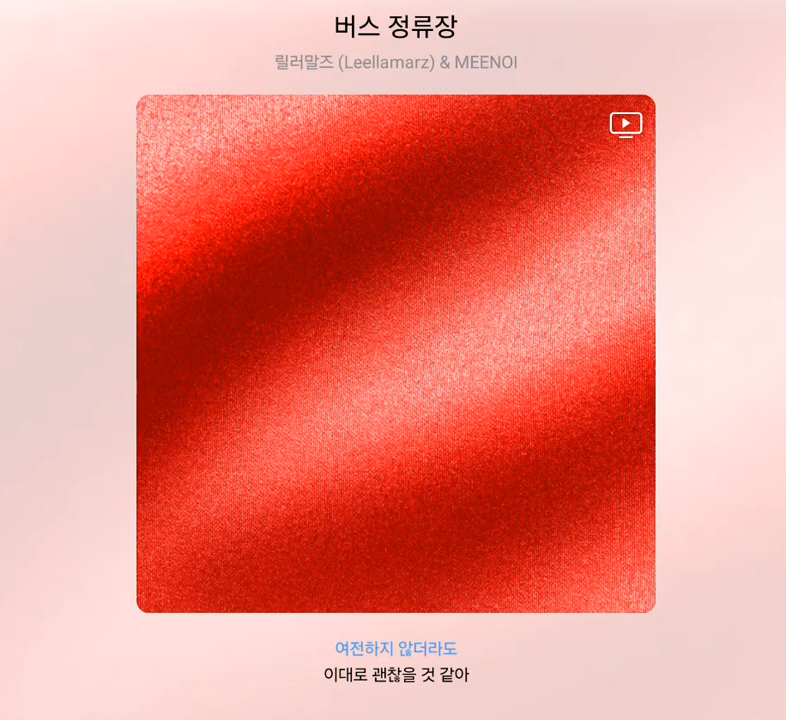 버스 정류장
릴러말즈 (Leellamarz) & MEENOI
여전하지 않더라도
이대로 괜찮을 것 같아